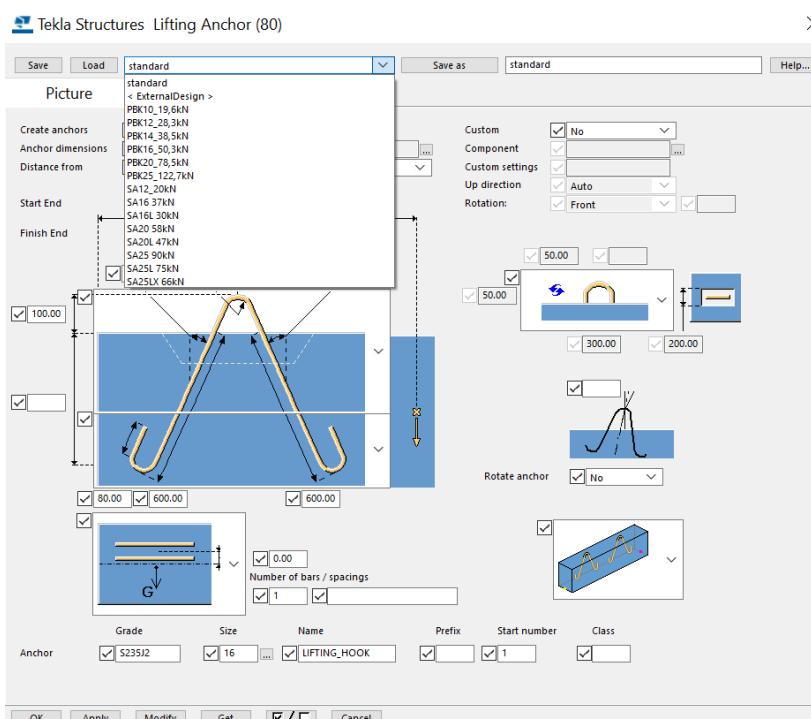 Tekla Structures Lifting Anchor (80)
Save Load standard Save as standard Help...
standard
< ExternalDesign >
PBK10_19,6kN
PBK12_28,3kN
PBK14_38,5kN
PBK16_50,3kN
PBK20_78,5kN
PBK25_122,7kN
SA12_20kN
SA16 37kN
SA16L 30kN
SA20 58kN
SA20L 47kN
SA25 90kN
SA25L 75kN
SA25LX 66kN
Picture
Create anchors
Anchor dimensions
Distance from
Start End
Finish End
Custom No
Component
Custom settings
Up direction Auto
Rotation: Front
50.00
50.00
300.00 200.00
100.00
80.00 600.00 600.00
Rotate anchor No
G
0.00
Number of bars / spacings
1
Grade Size Name Prefix Start number Class
Anchor S235J2 16 ... LIFTING_HOOK 1
OK Apply Modify Get Cancel